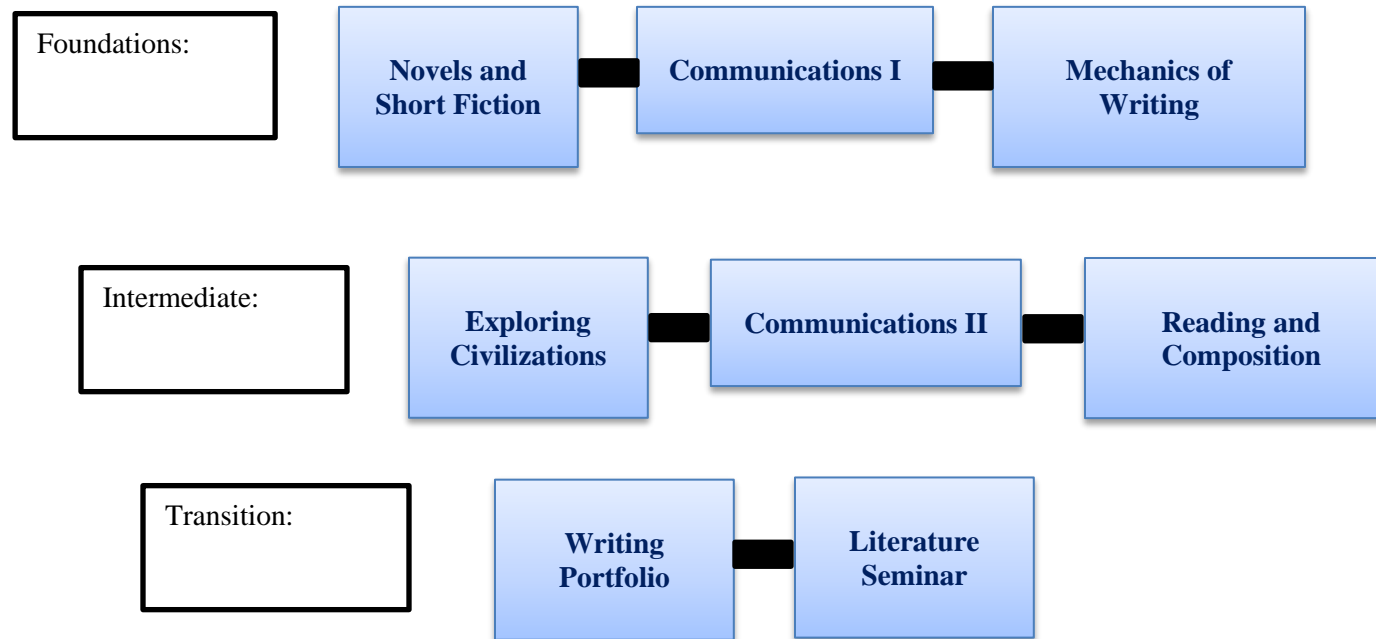 Foundations:
Novels and
Short Fiction
Communications I
Mechanics of
Writing
Intermediate:
Exploring
Civilizations
Communications II
Reading and
Composition
Transition:
Writing
Portfolio
Literature
Seminar